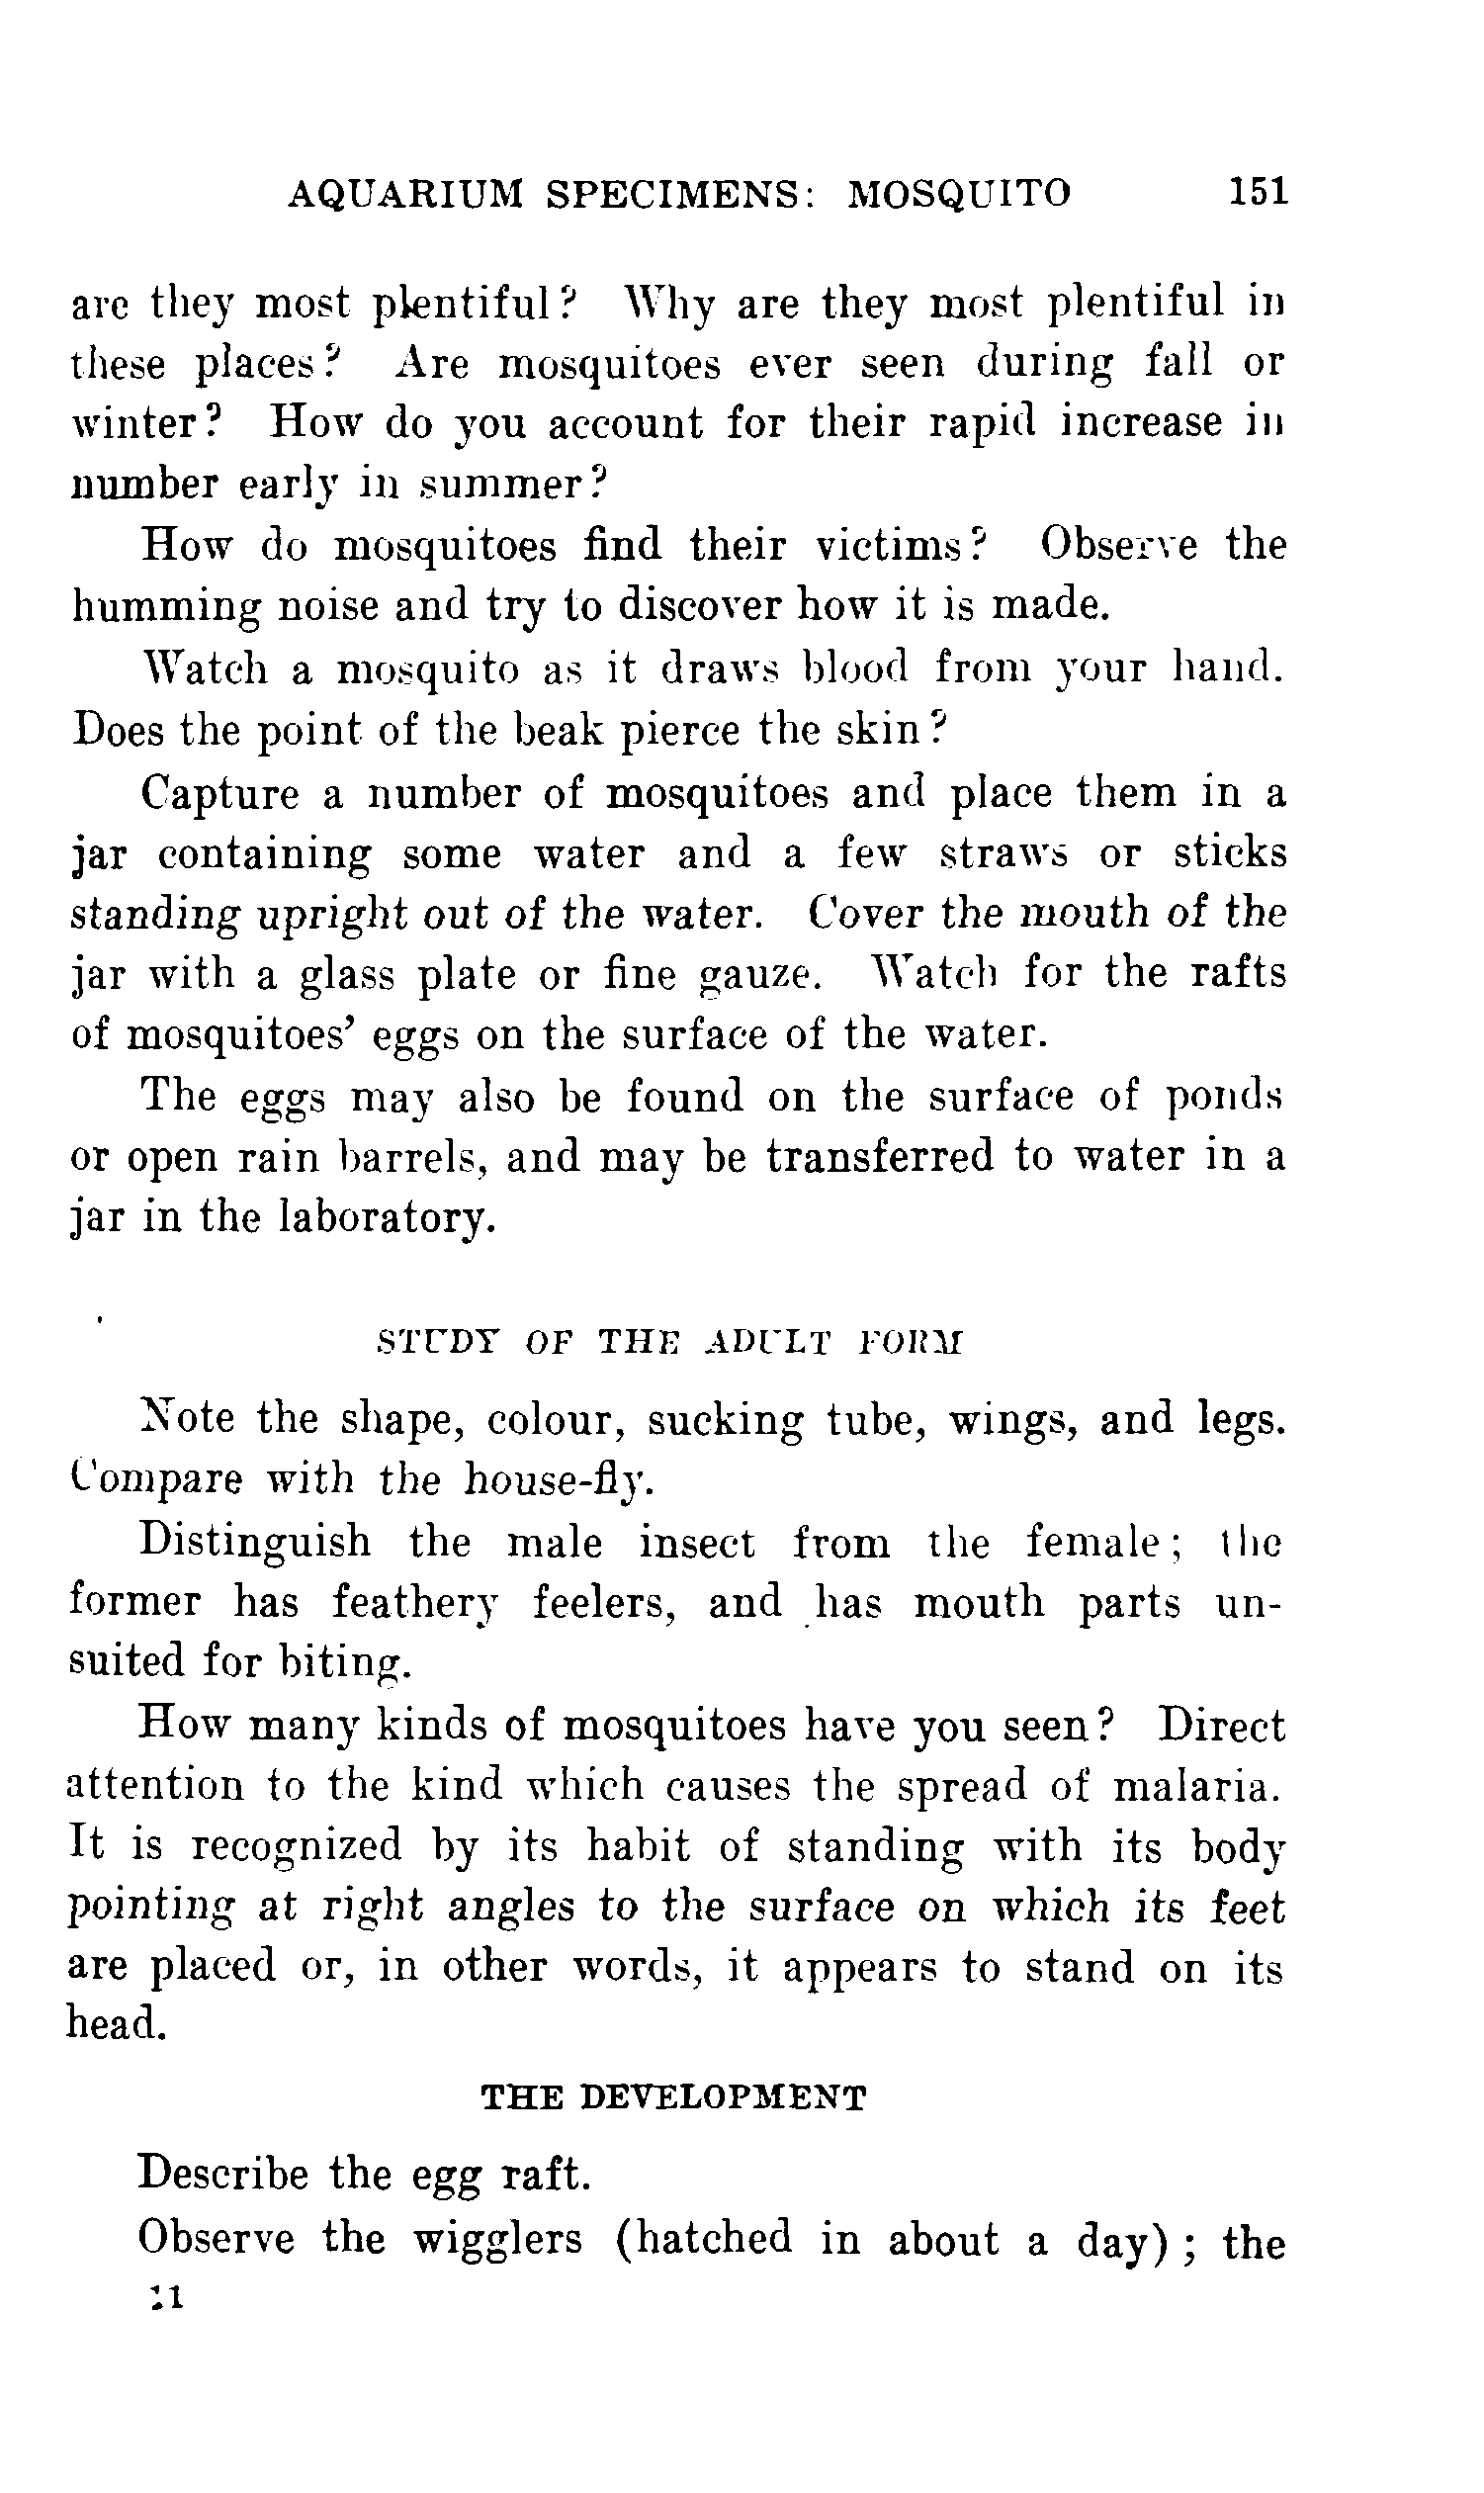 AQUARIUM SPECIMENS: MOSQUITO 151
are they most plentiful? Why are they most plentiful in
these places? Are mosquitoes ever seen during fall or
winter? How do you account for their rapid increase in
number early in summer?
How do mosquitoes find their victims? Observe the
humming noise and try to discover how it is made.
Watch a mosquito as it draws blood from your hand.
Does the point of the beak pierce the skin?
Capture a number of mosquitoes and place them in a
jar containing some water and a few straws or sticks
standing upright out of the water. Cover the mouth of the
jar with a glass plate or fine gauze. Watch for the rafts
of mosquitoes' eggs on the surface of the water.
The eggs may also be found on the surface of ponds
or open rain barrels, and may be transferred to water in a
jar in the laboratory.
STUDY OF THE ADULT FORM
Note the shape, colour, sucking tube, wings, and legs.
Compare with the house-fly.
Distinguish the male insect from the female; the
former has feathery feelers, and has mouth parts un-
suited for biting.
How many kinds of mosquitoes have you seen? Direct
attention to the kind which causes the spread of malaria.
It is recognized by its habit of standing with its body
pointing at right angles to the surface on which its feet
are placed or, in other words, it appears to stand on its
head.
THE DEVELOPMENT
Describe the egg raft.
Observe the wigglers (hatched in about a day); the